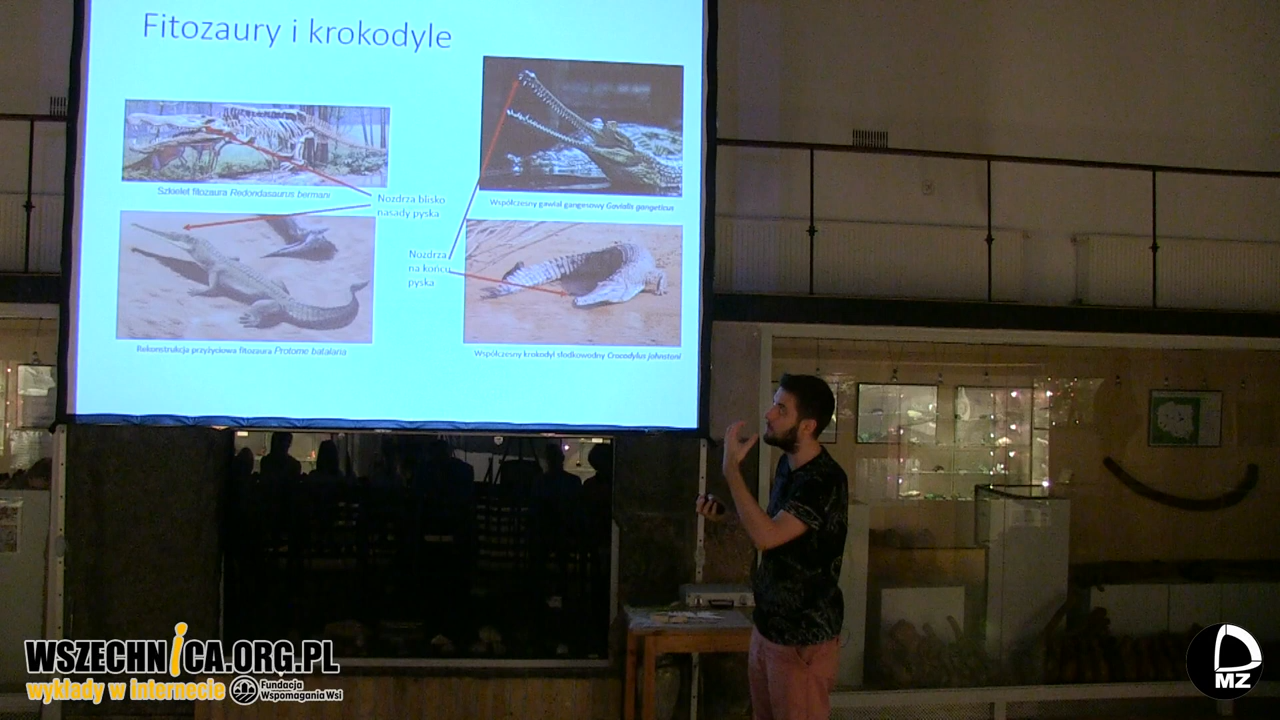 Fitozaury i krokodyle
Szkielet fitozaura Redondasaurus bermani
Nozdrza blisko
nasady pyska
Współczesny gawial gangesowy Gavialis gangeticus
Nozdrza
na końcu
pyska
Rekonstrukcja przyżyciowa fitozaura Protome batalaria
Współczesny krokodyl słodkowodny Crocodylus johnstoni
WSZECHNICA.ORG.PL
wykłady w internecie
Fundacja
Wspomagania Wsi
MZ